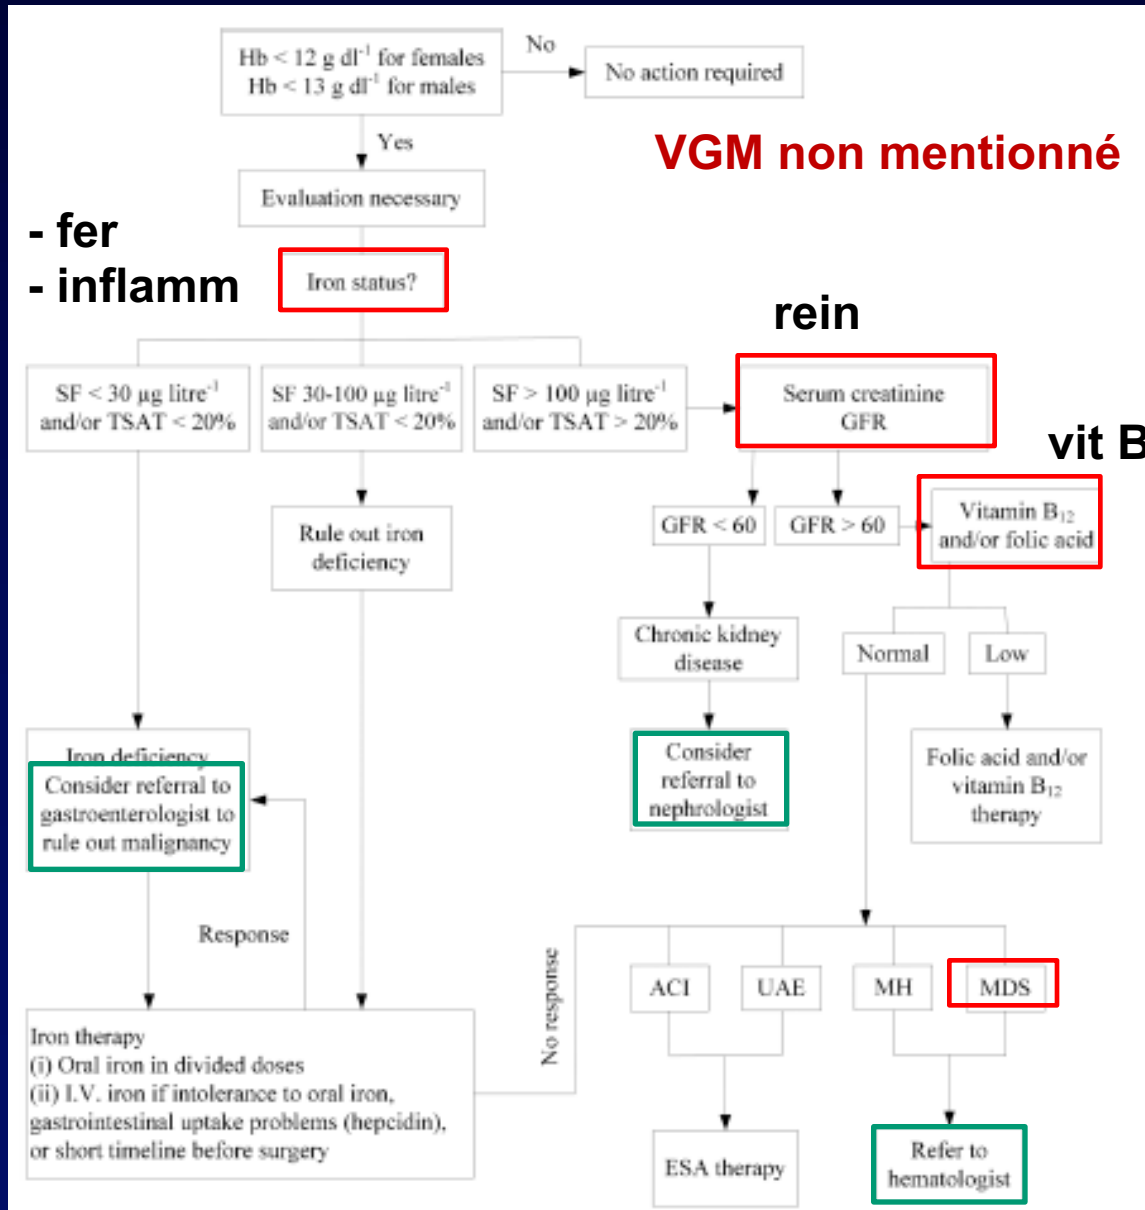 Hb < 12 g dl⁻¹ for females
Hb < 13 g dl⁻¹ for males
No
No action required
Yes
VGM non mentionné
Evaluation necessary
- fer
- inflamm
Iron status?
rein
SF < 30 µg litre⁻¹
and/or TSAT < 20%
SF 30-100 µg litre⁻¹
and/or TSAT < 20%
SF > 100 µg litre⁻¹
and/or TSAT > 20%
Serum creatinine
GFR
vit B
Rule out iron
deficiency
GFR < 60
GFR > 60
Vitamin B₁₂
and/or folic acid
Chronic kidney
disease
Normal
Low
Iron deficiency
Consider referral to
gastroenterologist to
rule out malignancy
Consider
referral to
nephrologist
Folic acid and/or
vitamin B₁₂
therapy
Response
No response
ACI
UAE
MH
MDS
Iron therapy
(i) Oral iron in divided doses
(ii) I.V. iron if intolerance to oral iron,
gastrointestinal uptake problems (hepcidin),
or short timeline before surgery
ESA therapy
Refer to
hematologist